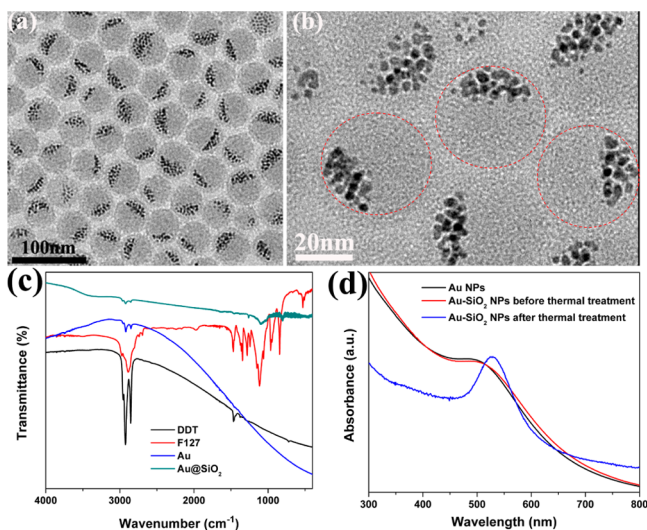 (a)
100nm
(b)
20nm
(c)
Transmittance (%)
DDT
F127
Au
Au@SiO₂
4000 3000 2000 1000
Wavenumber (cm⁻¹)
(d)
Absorbance (a.u.)
Au NPs
Au-SiO₂ NPs before thermal treatment
Au-SiO₂ NPs after thermal treatment
300 400 500 600 700 800
Wavelength (nm)